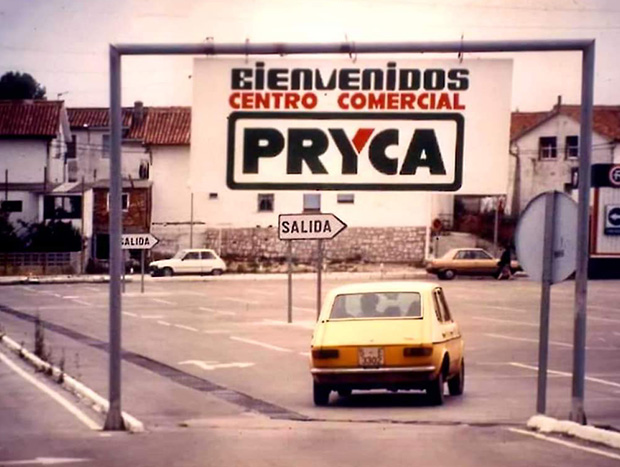 BIENVENIDOS
CENTRO COMERCIAL
PRYCA
SALIDA
SALIDA